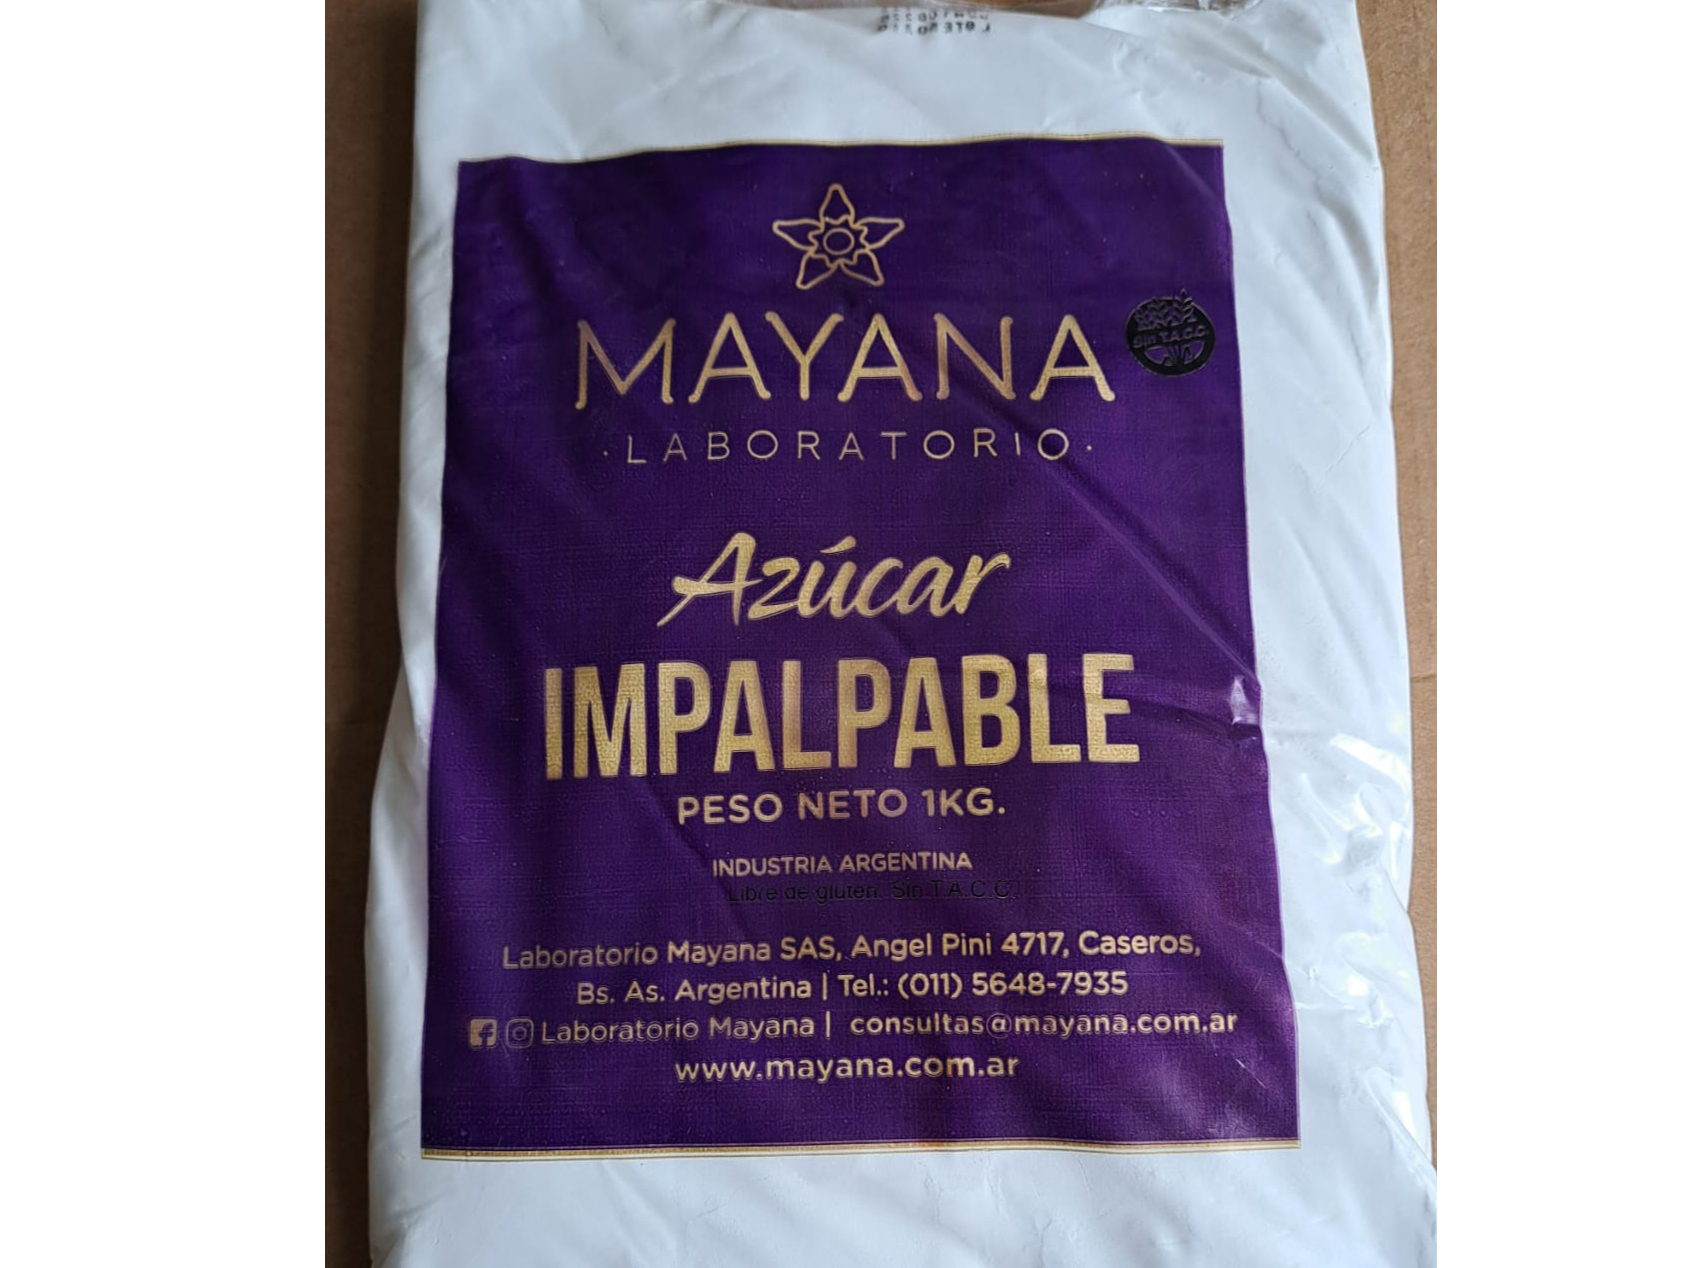 MAYANA
Sin T.A.C.C.
·LABORATORIO·
Azúcar
IMPALPABLE
PESO NETO 1KG.
INDUSTRIA ARGENTINA
Libre de gluten. Sin T.A.C.C.
Laboratorio Mayana SAS, Angel Pini 4717, Caseros,
Bs. As. Argentina | Tel.: (011) 5648-7935
Laboratorio Mayana | consultas@mayana.com.ar
www.mayana.com.ar